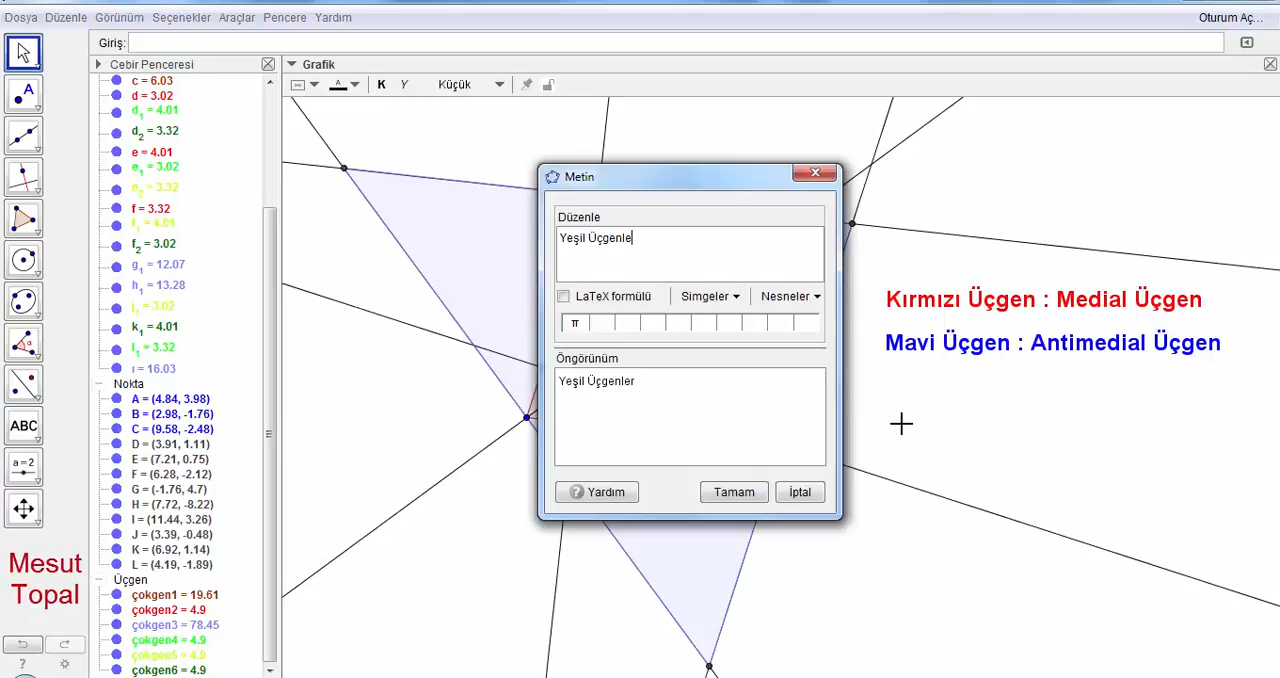 Dosya Düzenle Görünüm Seçenekler Araçlar Pencere Yardım Oturum Aç...
Giriş:
Cebir Penceresi
Grafik
K Y Küçük
c = 6.03
d = 3.02
d1 = 4.01
d2 = 3.32
e = 4.01
e1 = 3.02
e2 = 3.32
f = 3.32
f1 = 4.01
f2 = 3.02
g1 = 12.07
h1 = 13.28
i1 = 3.02
k1 = 4.01
l1 = 3.32
ı = 16.03
Nokta
A = (4.84, 3.98)
B = (2.98, -1.76)
C = (9.58, -2.48)
D = (3.91, 1.11)
E = (7.21, 0.75)
F = (6.28, -2.12)
G = (-1.76, 4.7)
H = (7.72, -8.22)
I = (11.44, 3.26)
J = (3.39, -0.48)
K = (6.92, 1.14)
L = (4.19, -1.89)
Üçgen
çokgen1 = 19.61
çokgen2 = 4.9
çokgen3 = 78.45
çokgen4 = 4.9
çokgen5 = 4.9
çokgen6 = 4.9
A
α
ABC
a=2
Mesut
Topal
?
Metin
Düzenle
Yeşil Üçgenle
LaTeX formülü Simgeler Nesneler
π
Öngörünüm
Yeşil Üçgenler
? Yardım Tamam İptal
Kırmızı Üçgen : Medial Üçgen
Mavi Üçgen : Antimedial Üçgen